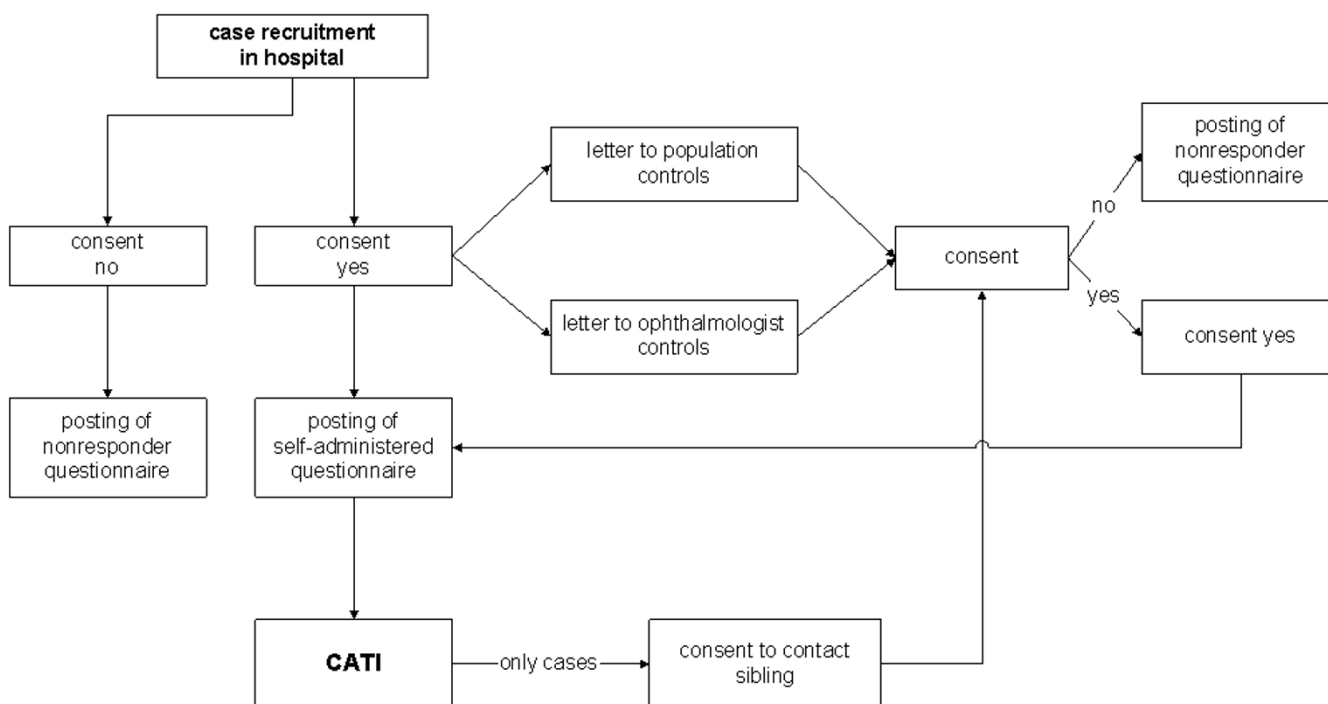 case recruitment
in hospital
letter to population
controls
posting of
nonresponder
questionnaire
no
consent
no
consent
yes
consent
yes
letter to ophthalmologist
controls
consent yes
posting of
nonresponder
questionnaire
posting of
self-administered
questionnaire
CATI
only cases
consent to contact
sibling